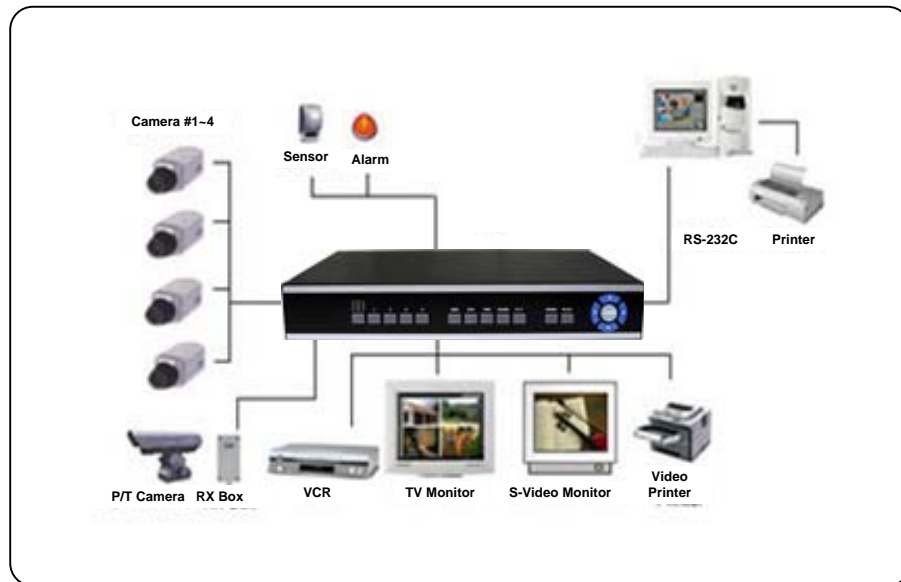 Camera #1~4
Sensor
Alarm
RS-232C
Printer
P/T Camera
RX Box
VCR
TV Monitor
S-Video Monitor
Video
Printer